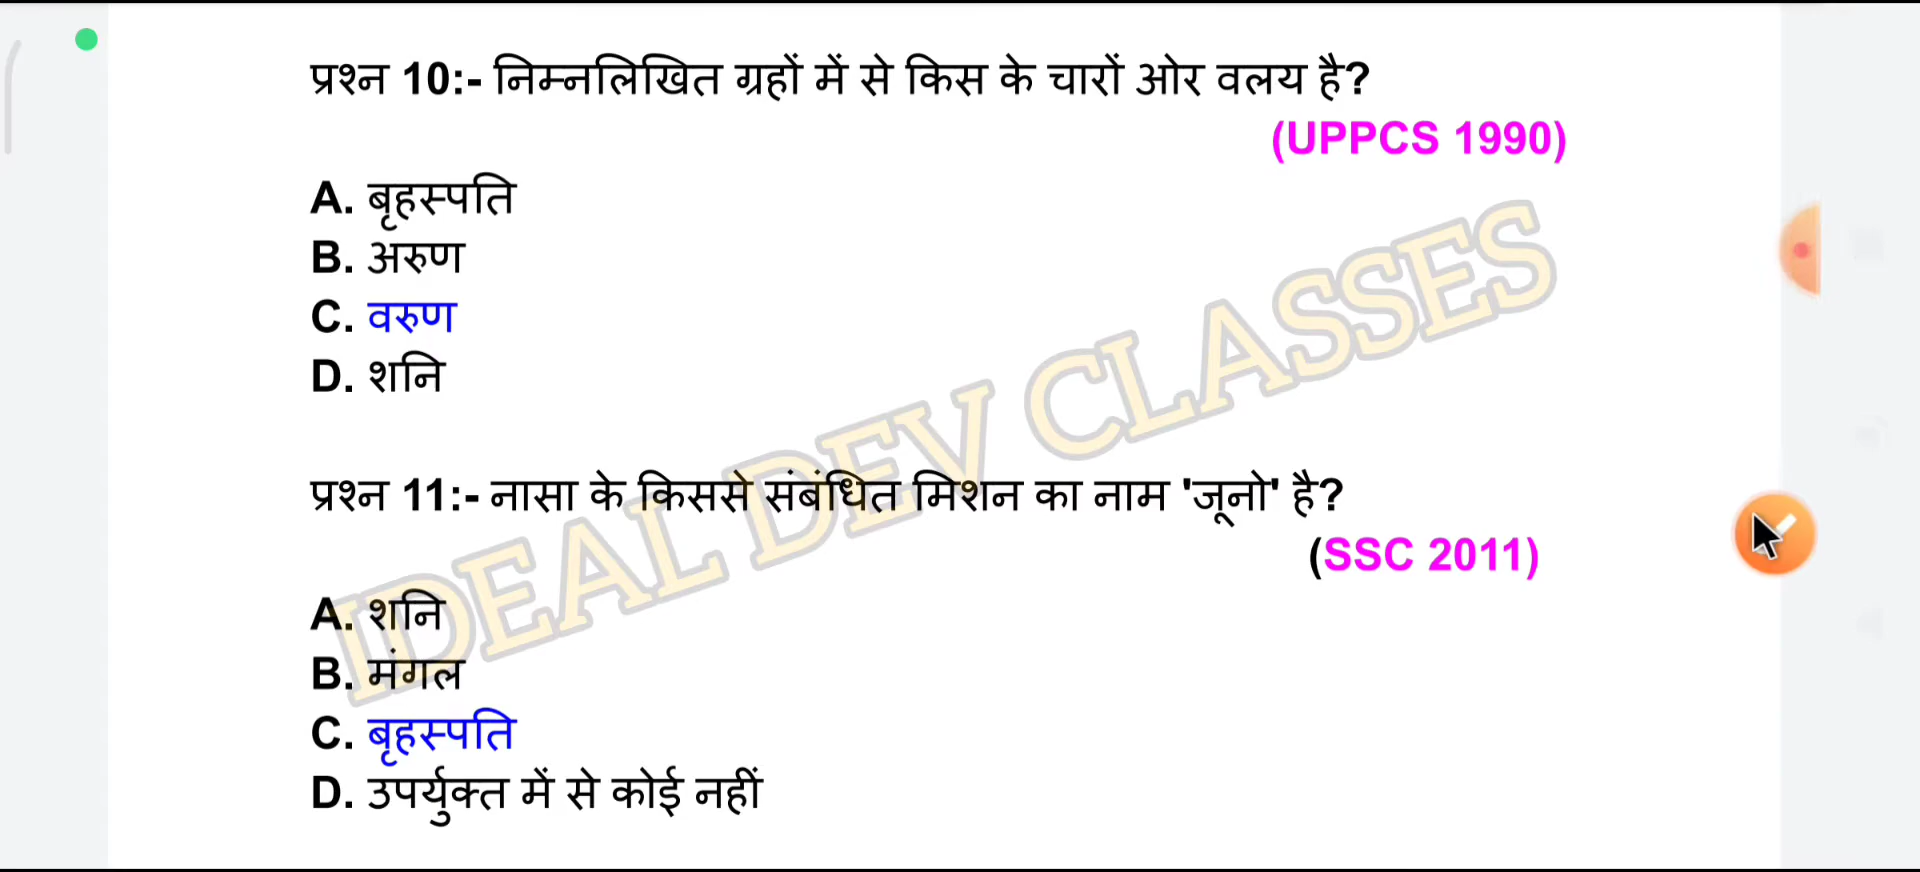 प्रश्न 10:- निम्नलिखित ग्रहों में से किस के चारों ओर वलय है?
(UPPCS 1990)
A. बृहस्पति
B. अरुण
C. वरुण
D. शनि
IDEAL DEV CLASSES
प्रश्न 11:- नासा के किससे संबंधित मिशन का नाम 'जूनो' है?
(SSC 2011)
A. शनि
B. मंगल
C. बृहस्पति
D. उपर्युक्त में से कोई नहीं